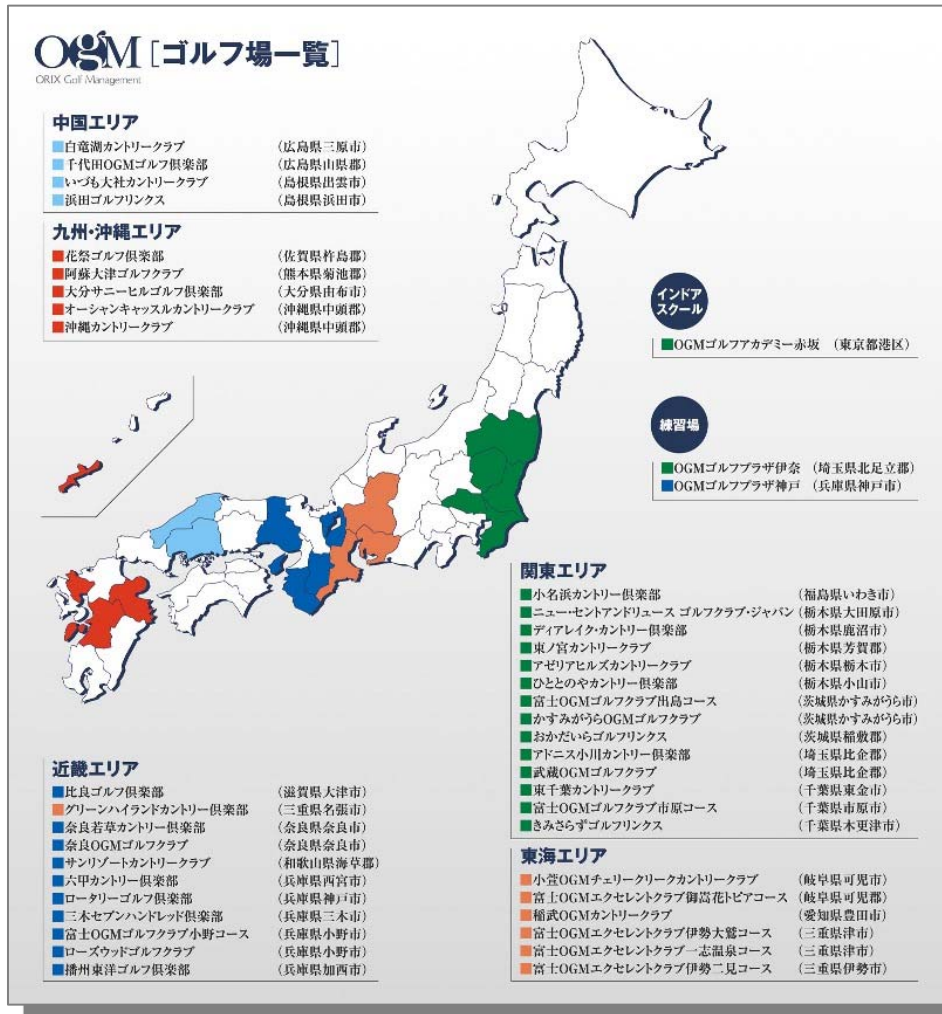 OGM [ゴルフ場一覧]
ORIX Golf Management
中国エリア
■白竜湖カントリークラブ （広島県三原市）
■千代田OGMゴルフ倶楽部 （広島県山県郡）
■いづも大社カントリークラブ （島根県出雲市）
■浜田ゴルフリンクス （島根県浜田市）
九州・沖縄エリア
■花祭ゴルフ倶楽部 （佐賀県杵島郡）
■阿蘇大津ゴルフクラブ （熊本県菊池郡）
■大分サニーヒルゴルフ倶楽部 （大分県由布市）
■オーシャンキャッスルカントリークラブ （沖縄県中頭郡）
■沖縄カントリークラブ （沖縄県中頭郡）
インドア
スクール
■OGMゴルフアカデミー赤坂 （東京都港区）
練習場
■OGMゴルフプラザ伊奈 （埼玉県北足立郡）
■OGMゴルフプラザ神戸 （兵庫県神戸市）
関東エリア
■小名浜カントリー倶楽部 （福島県いわき市）
■ニュー・セントアンドリュース ゴルフクラブ・ジャパン （栃木県大田原市）
■ディアレイク・カントリー倶楽部 （栃木県鹿沼市）
■東ノ宮カントリークラブ （栃木県芳賀郡）
■アゼリアヒルズカントリークラブ （栃木県栃木市）
■ひととのやカントリー倶楽部 （栃木県小山市）
■富士OGMゴルフクラブ出島コース （茨城県かすみがうら市）
■かすみがうらOGMゴルフクラブ （茨城県かすみがうら市）
■おかだいらゴルフリンクス （茨城県稲敷郡）
■アドニス小川カントリー倶楽部 （埼玉県比企郡）
■武蔵OGMゴルフクラブ （埼玉県比企郡）
■東千葉カントリークラブ （千葉県東金市）
■富士OGMゴルフクラブ市原コース （千葉県市原市）
■きみさらずゴルフリンクス （千葉県木更津市）
近畿エリア
■比良ゴルフ倶楽部 （滋賀県大津市）
■グリーンハイランドカントリー倶楽部 （三重県名張市）
■奈良若草カントリー倶楽部 （奈良県奈良市）
■奈良OGMゴルフクラブ （奈良県奈良市）
■サンリゾートカントリークラブ （和歌山県海草郡）
■六甲カントリー倶楽部 （兵庫県西宮市）
■ロータリーゴルフ倶楽部 （兵庫県神戸市）
■三木セブンハンドレッド倶楽部 （兵庫県三木市）
■富士OGMゴルフクラブ小野コース （兵庫県小野市）
■ローズウッドゴルフクラブ （兵庫県小野市）
■播州東洋ゴルフ倶楽部 （兵庫県加西市）
東海エリア
■小萱OGMチェリークリークカントリークラブ （岐阜県可児市）
■富士OGMエクセレントクラブ御嵩花トピアコース （岐阜県可児郡）
■稲武OGMカントリークラブ （愛知県豊田市）
■富士OGMエクセレントクラブ伊勢大鷲コース （三重県津市）
■富士OGMエクセレントクラブ一志温泉コース （三重県津市）
■富士OGMエクセレントクラブ伊勢二見コース （三重県伊勢市）